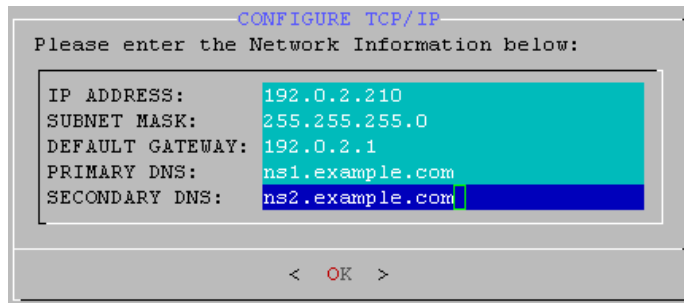 CONFIGURE TCP/IP
Please enter the Network Information below:
IP ADDRESS: 192.0.2.210
SUBNET MASK: 255.255.255.0
DEFAULT GATEWAY: 192.0.2.1
PRIMARY DNS: ns1.example.com
SECONDARY DNS: ns2.example.com
< OK >